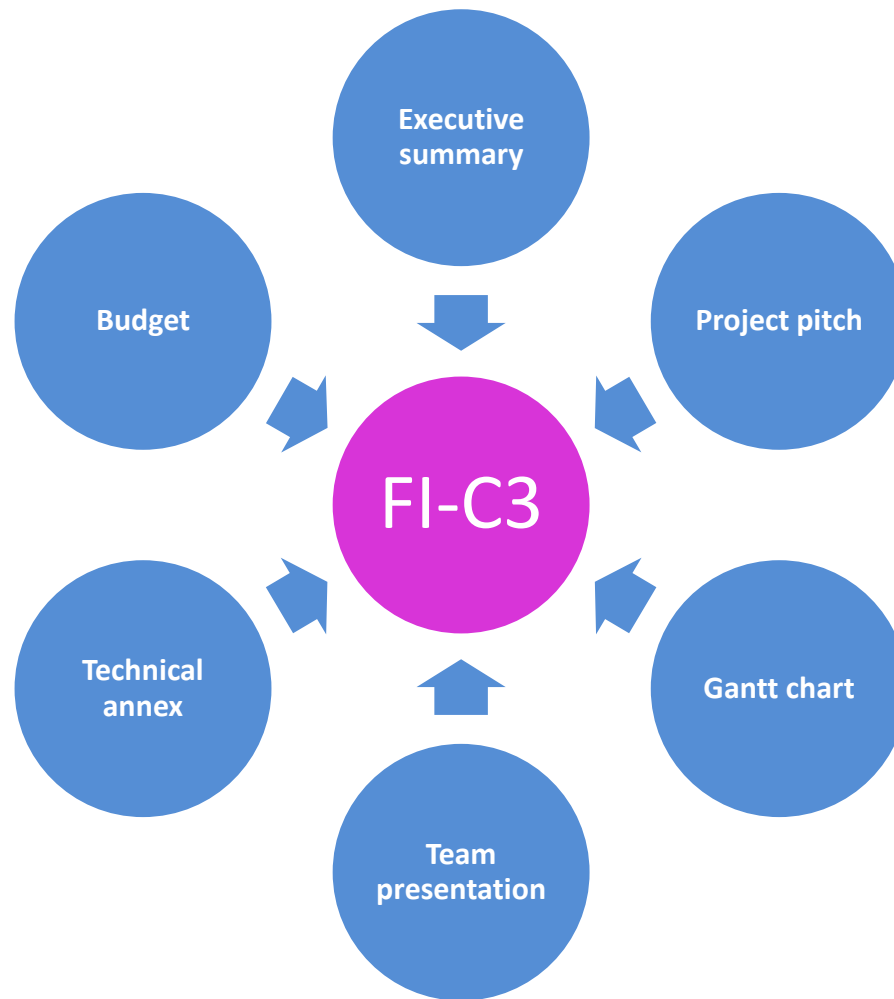 Executive
summary
Budget
Project pitch
FI-C3
Technical
annex
Gantt chart
Team
presentation